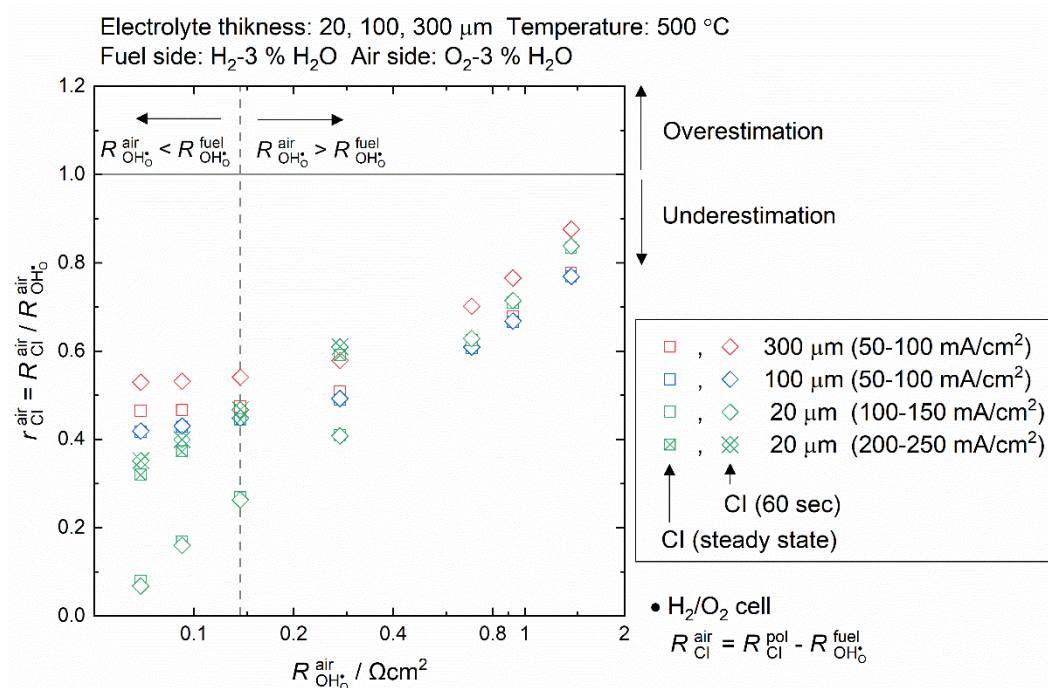 Electrolyte thikness: 20, 100, 300 μm Temperature: 500 °C
Fuel side: H₂-3 % H₂O Air side: O₂-3 % H₂O
1.2
R^air_OH•O < R^fuel_OH•O
R^air_OH•O > R^fuel_OH•O
1.0
0.8
0.6
0.4
0.2
0.0
r^air_CI = R^air_CI / R^air_OH•O
0.1
0.2
0.4
0.8
1
2
R^air_OH•O / Ωcm²
Overestimation
Underestimation
, 300 μm (50-100 mA/cm²)
, 100 μm (50-100 mA/cm²)
, 20 μm (100-150 mA/cm²)
, 20 μm (200-250 mA/cm²)
CI (60 sec)
CI (steady state)
• H₂/O₂ cell
R^air_CI = R^pol_CI - R^fuel_OH•O